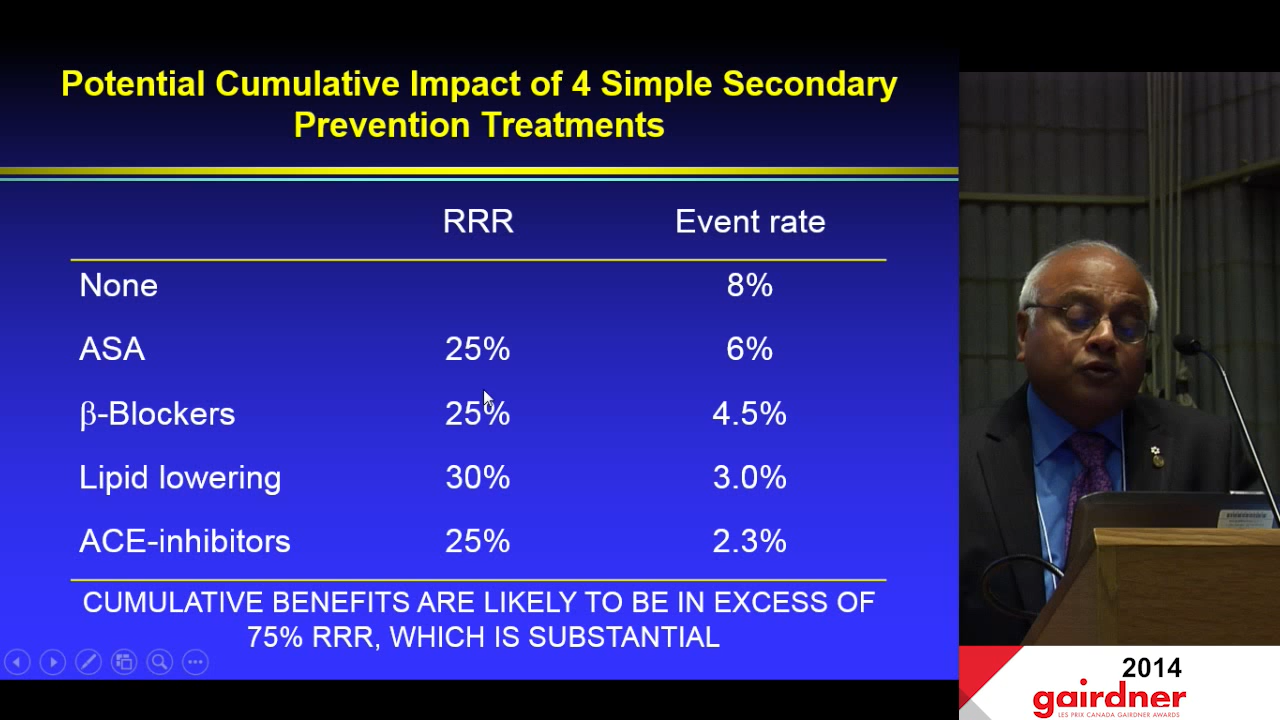 Potential Cumulative Impact of 4 Simple Secondary
Prevention Treatments
RRR Event rate
None 8%
ASA 25% 6%
β-Blockers 25% 4.5%
Lipid lowering 30% 3.0%
ACE-inhibitors 25% 2.3%
CUMULATIVE BENEFITS ARE LIKELY TO BE IN EXCESS OF
75% RRR, WHICH IS SUBSTANTIAL
2014
gairdner
LES PRIX CANADA GAIRDNER AWARDS